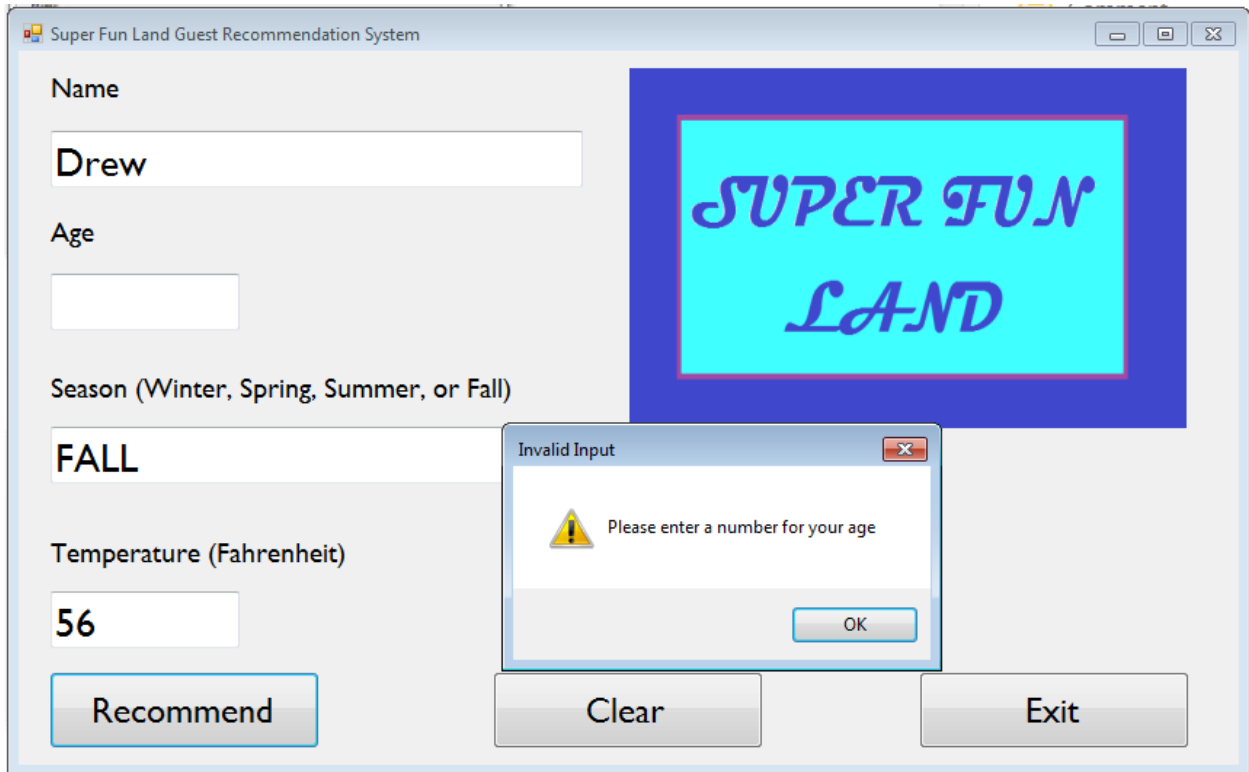 Super Fun Land Guest Recommendation System
Name
Drew
Age
Season (Winter, Spring, Summer, or Fall)
FALL
Temperature (Fahrenheit)
56
SUPER FUN
LAND
Invalid Input
Please enter a number for your age
OK
Recommend
Clear
Exit